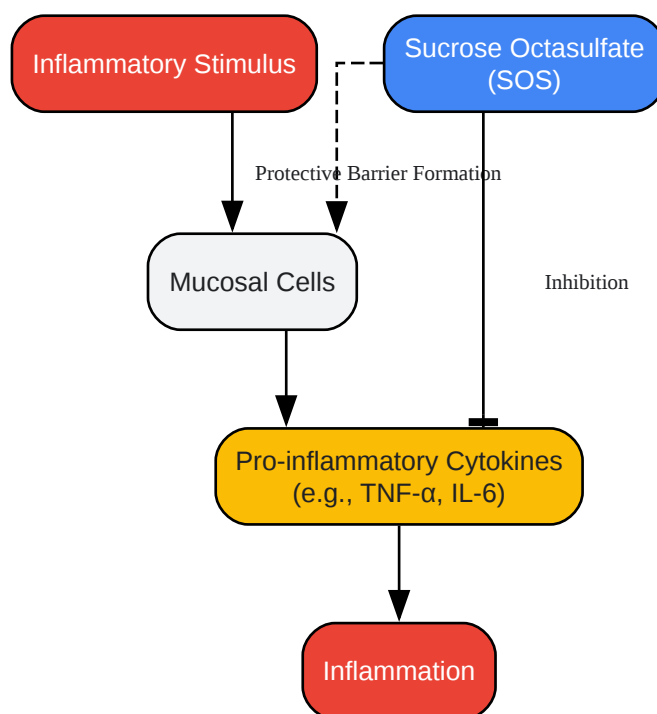 Inflammatory Stimulus
Sucrose Octasulfate
(SOS)
Protective Barrier Formation
Mucosal Cells
Inhibition
Pro-inflammatory Cytokines
(e.g., TNF-α, IL-6)
Inflammation